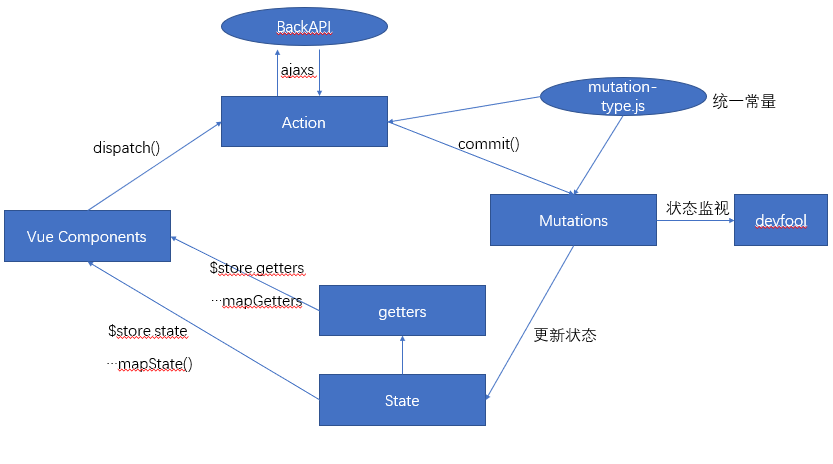 BackAPI
ajaxs
mutation-
type.js
统一常量
Action
commit()
dispatch()
Vue Components
Mutations
状态监视
devfool
$store.getters
…mapGetters
getters
$store.state
…mapState()
更新状态
State